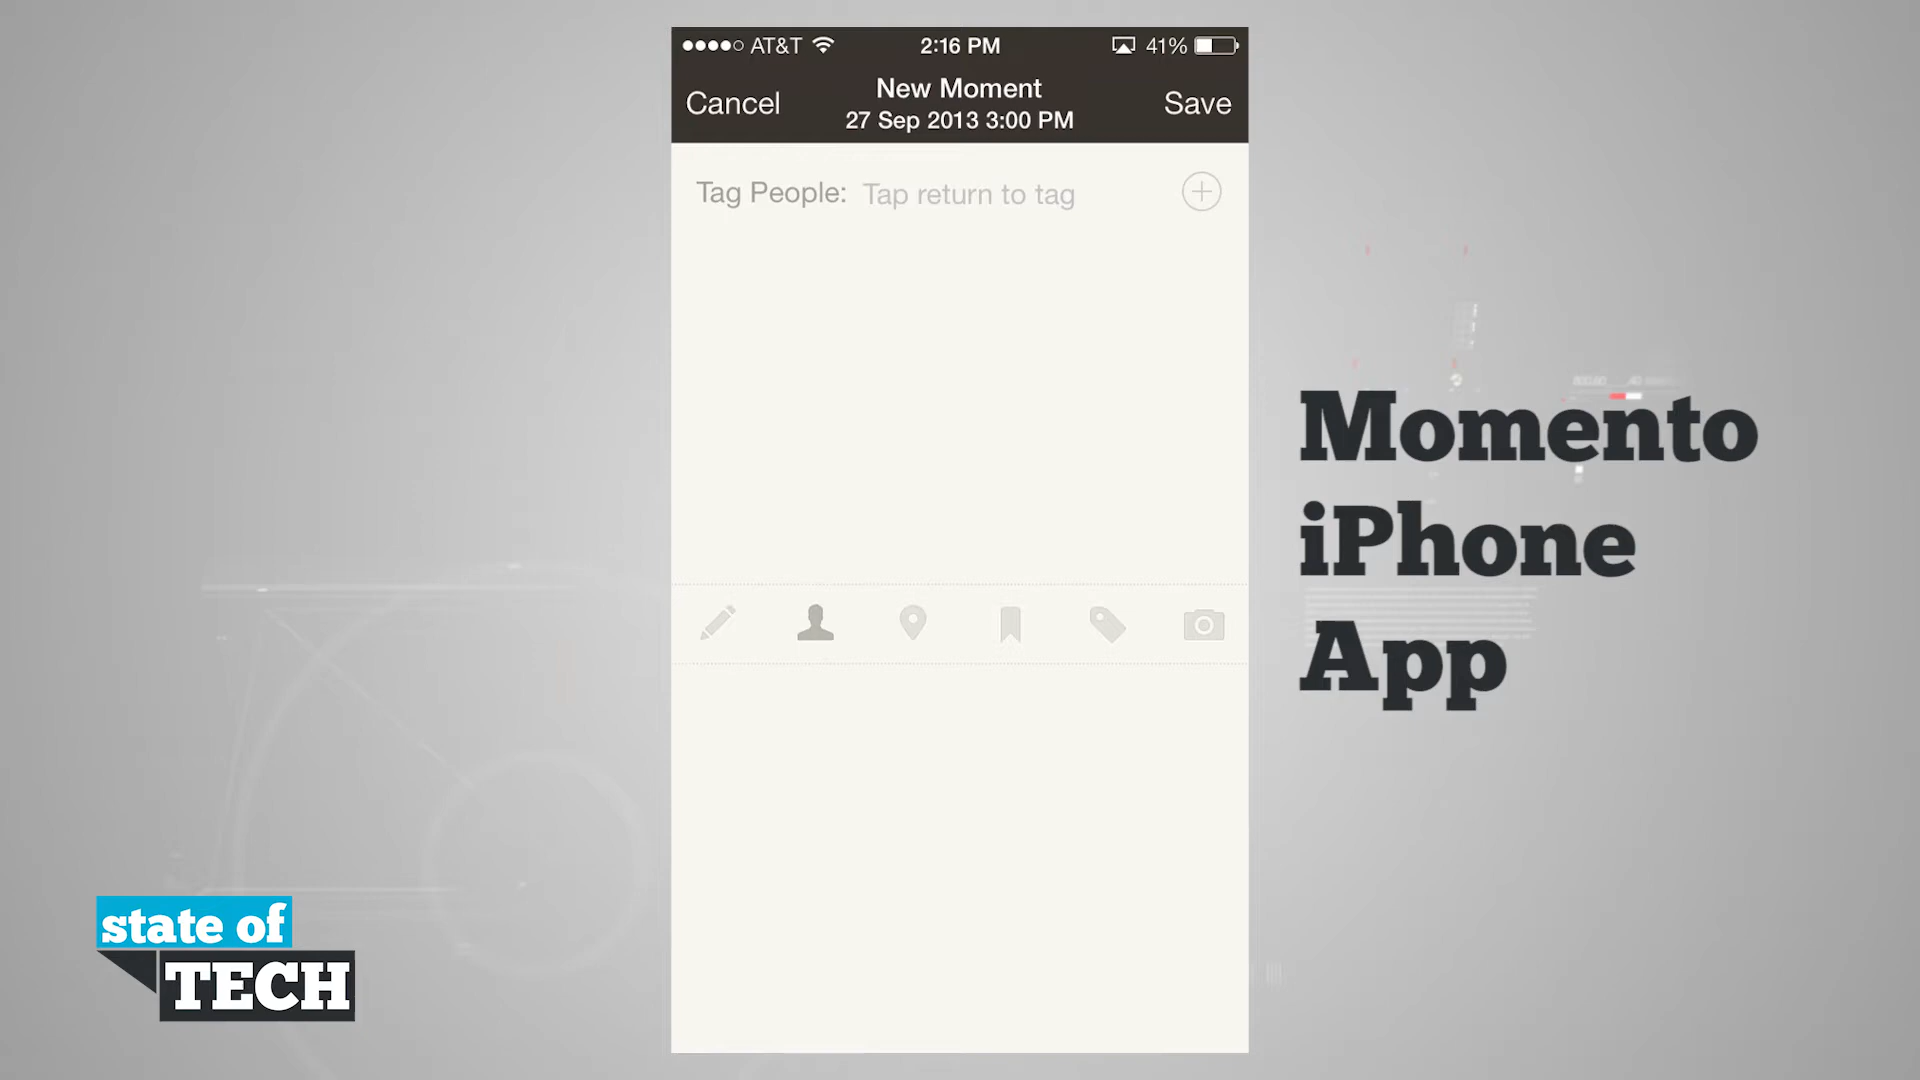 AT&T 2:16 PM 41%
Cancel New Moment Save
27 Sep 2013 3:00 PM
Tag People: Tap return to tag
Momento
iPhone
App
state of
TECH